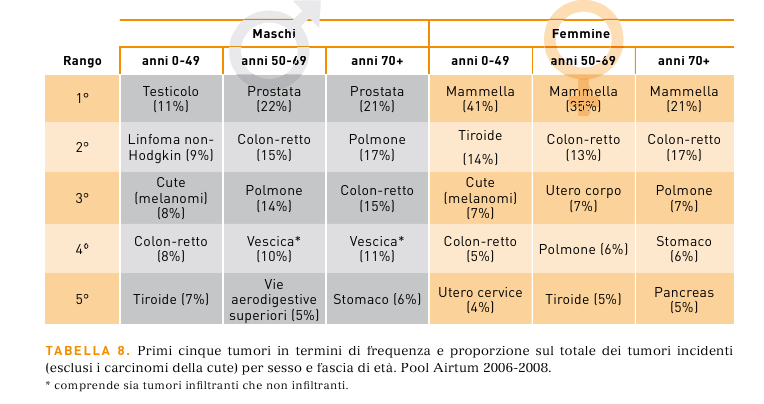 Maschi Femmine
Rango anni 0-49 anni 50-69 anni 70+ anni 0-49 anni 50-69 anni 70+
1° Testicolo (11%) Prostata (22%) Prostata (21%) Mammella (41%) Mammella (35%) Mammella (21%)
2° Linfoma non-Hodgkin (9%) Colon-retto (15%) Polmone (17%) Tiroide (14%) Colon-retto (13%) Colon-retto (17%)
3° Cute (melanomi) (8%) Polmone (14%) Colon-retto (15%) Cute (melanomi) (7%) Utero corpo (7%) Polmone (7%)
4° Colon-retto (8%) Vescica* (10%) Vescica* (11%) Colon-retto (5%) Polmone (6%) Stomaco (6%)
5° Tiroide (7%) Vie aerodigestive superiori (5%) Stomaco (6%) Utero cervice (4%) Tiroide (5%) Pancreas (5%)
TABELLA 8. Primi cinque tumori in termini di frequenza e proporzione sul totale dei tumori incidenti
(esclusi i carcinomi della cute) per sesso e fascia di età. Pool Airtum 2006-2008.
* comprende sia tumori infiltranti che non infiltranti.